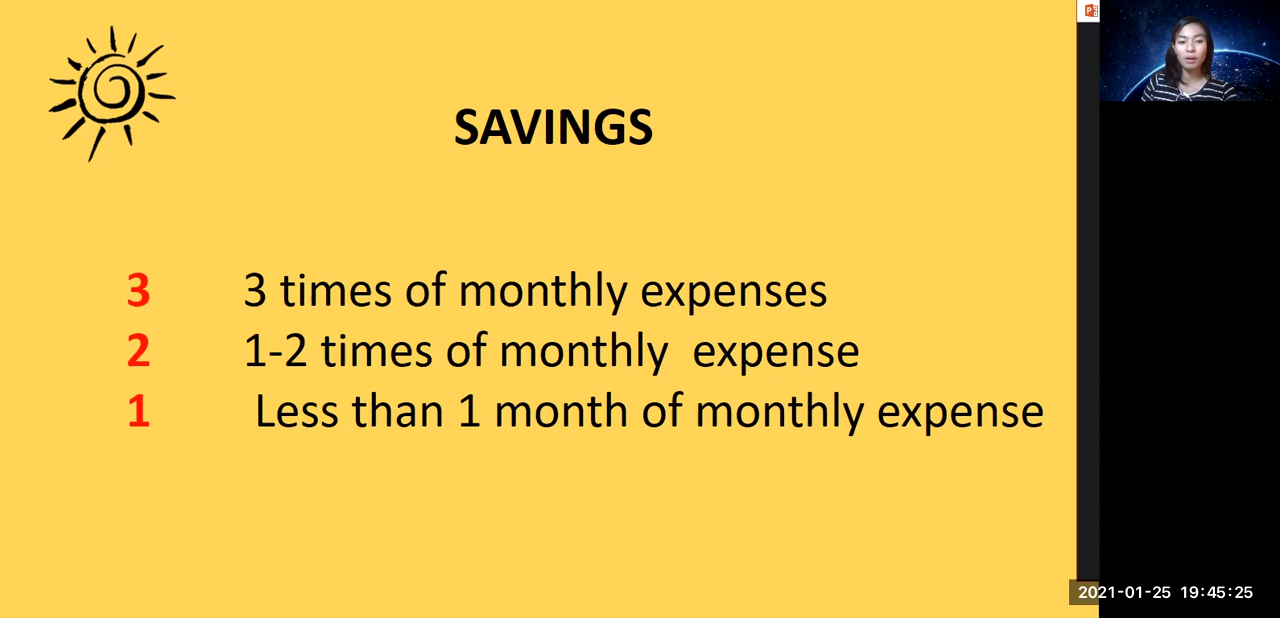 SAVINGS
3 3 times of monthly expenses
2 1-2 times of monthly expense
1 Less than 1 month of monthly expense
2021-01-25 19:45:25